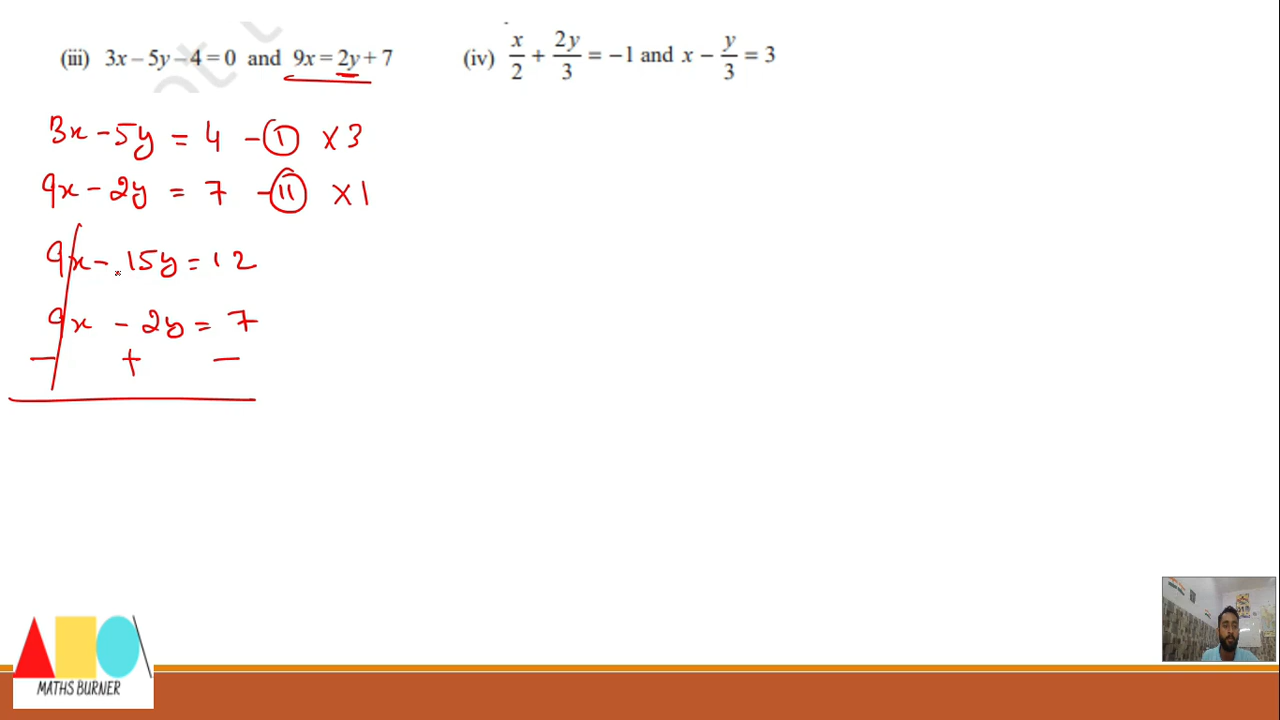 (iii) 3x – 5y – 4 = 0 and 9x = 2y + 7
(iv) x/2 + 2y/3 = –1 and x – y/3 = 3
3x – 5y = 4 – (I) × 3
9x – 2y = 7 – (II) × 1
9x – 15y = 12
9x – 2y = 7
– + –
MATHS BURNER